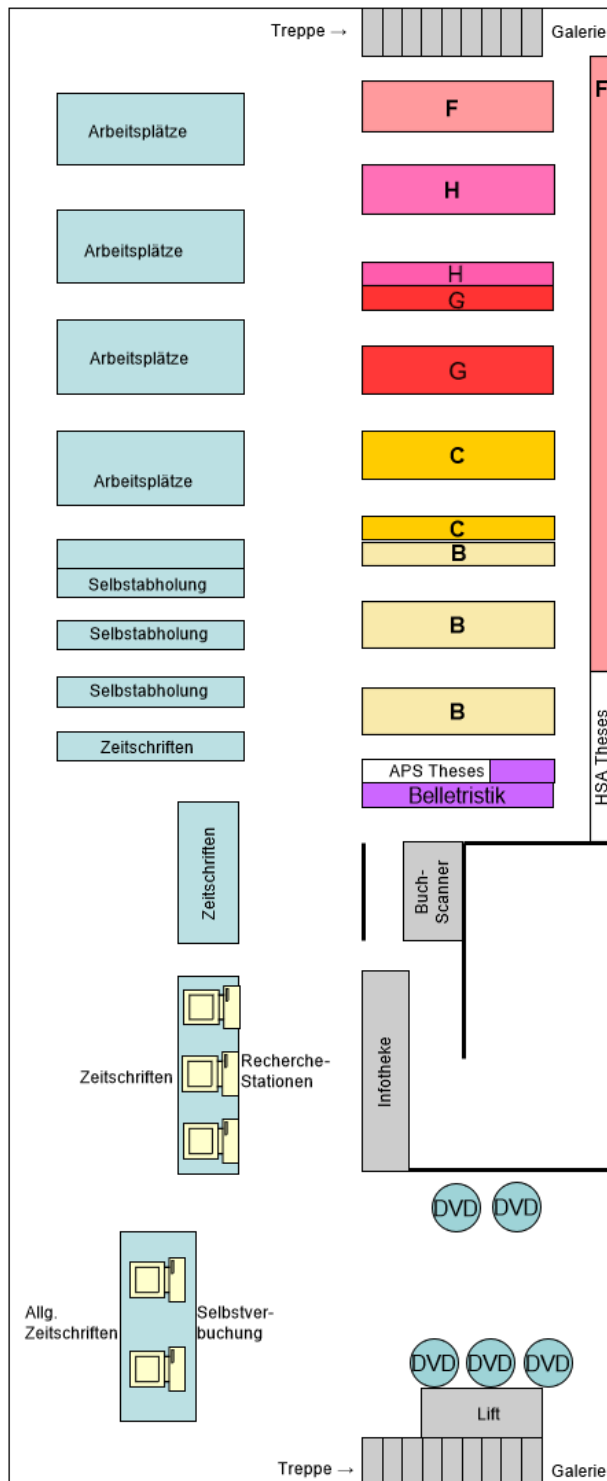 Treppe →
Galerie
F
F
Arbeitsplätze
H
Arbeitsplätze
H
G
Arbeitsplätze
G
C
Arbeitsplätze
C
B
Selbstabholung
B
Selbstabholung
Selbstabholung
B
HSA Theses
Zeitschriften
APS Theses
Belletristik
Zeitschriften
Buch-
Scanner
Infotheke
Zeitschriften
Recherche-
Stationen
DVD
DVD
Allg.
Zeitschriften
Selbstver-
buchung
DVD
DVD
DVD
Lift
Treppe →
Galerie